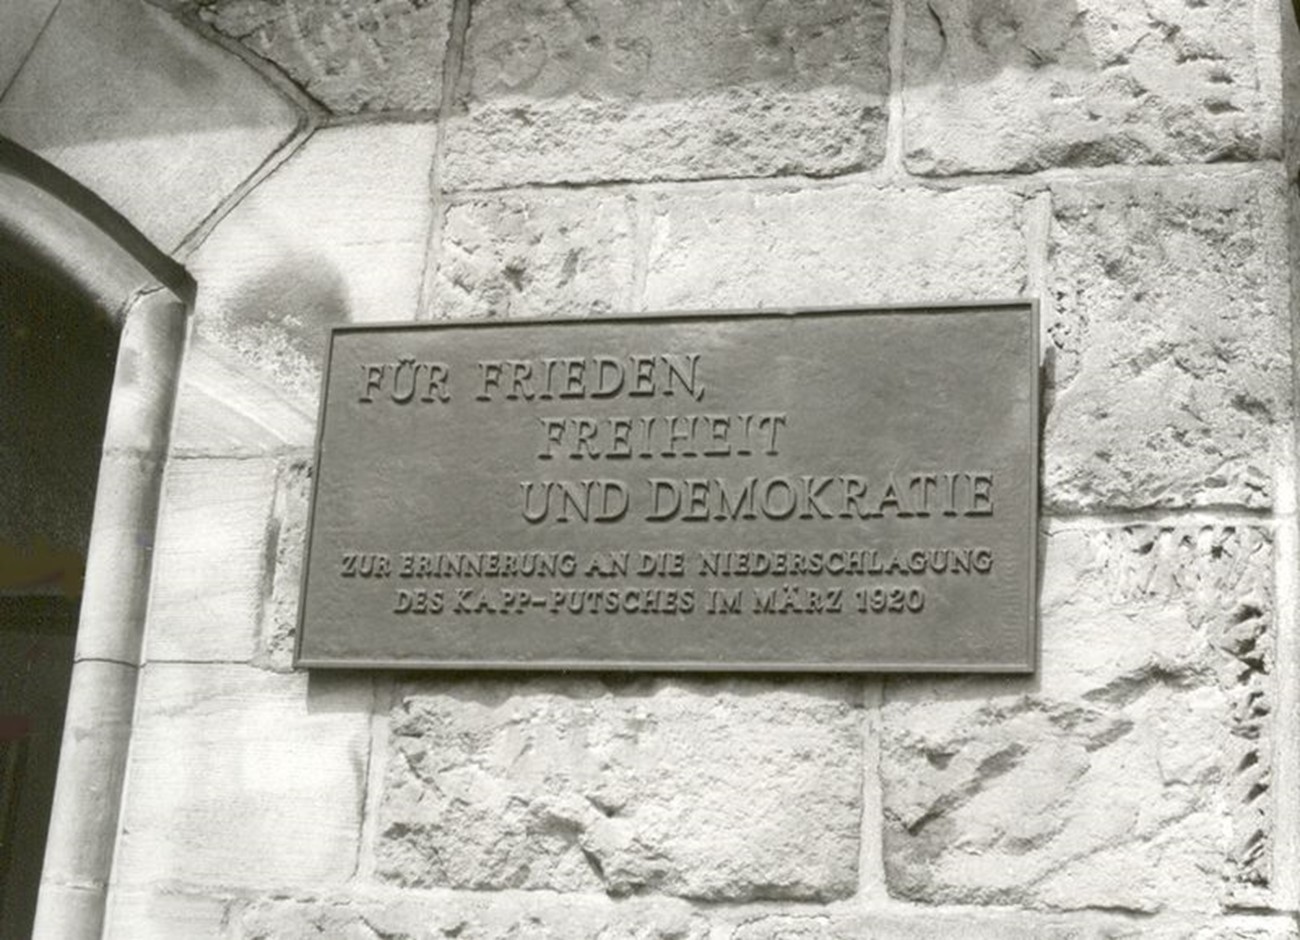 FÜR FRIEDEN,
FREIHEIT
UND DEMOKRATIE
ZUR ERINNERUNG AN DIE NIEDERSCHLAGUNG
DES KAPP-PUTSCHES IM MÄRZ 1920